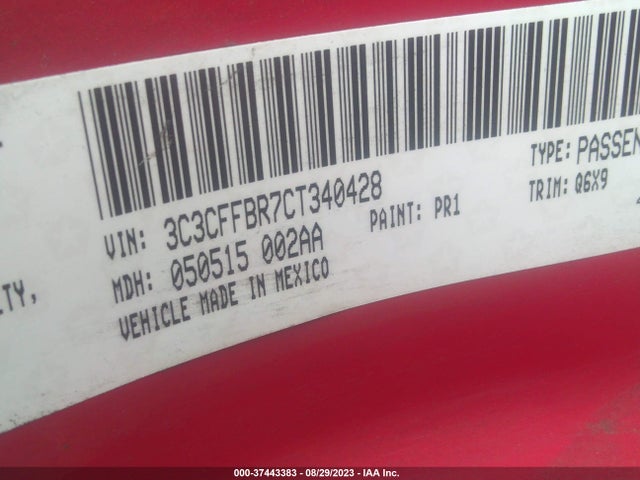 TYPE: PASSEN
VIN: 3C3CFFBR7CT340428 PAINT: PR1 TRIM: Q6X9
MDH: 050515 002AA
ITY, VEHICLE MADE IN MEXICO
000-37443383 | 08/29/2023 | IAA Inc.